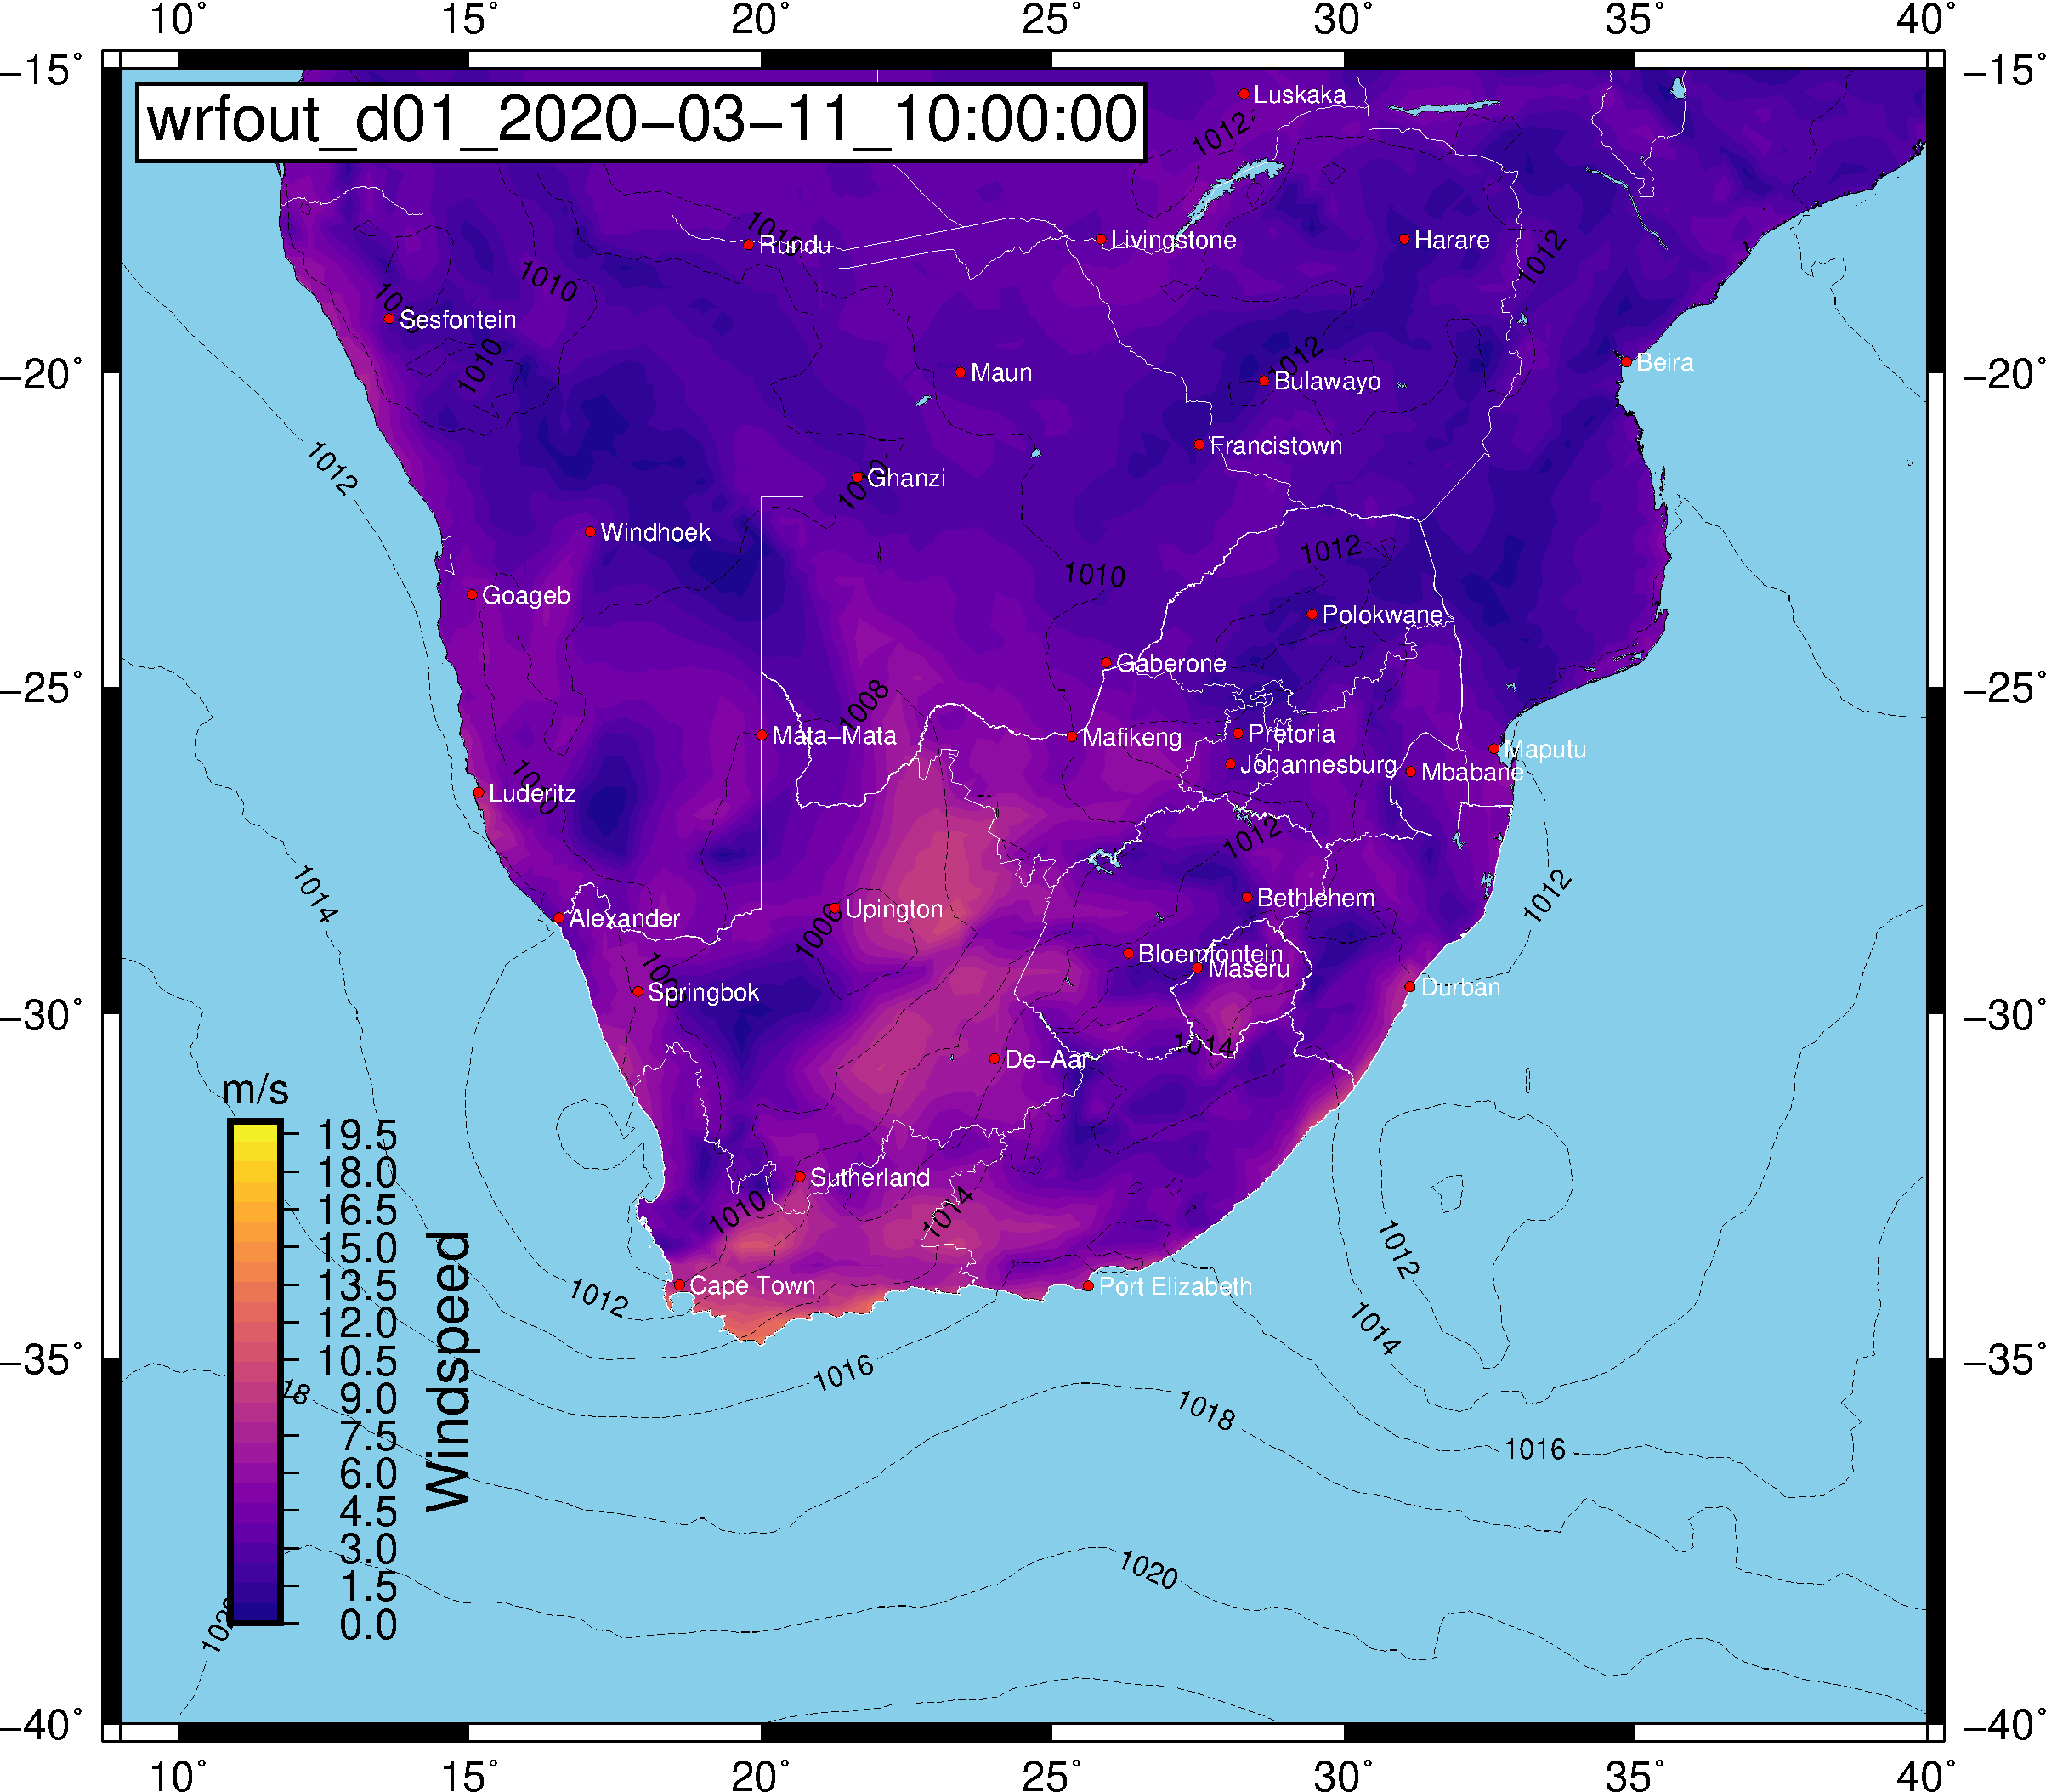 10° 15° 20° 25° 30° 35° 40°
−15° −15°
wrfout_d01_2020−03−11_10:00:00
Luskaka
1012
1010
Rundu
Livingstone
Harare
1012
1010
Sesfontein
1010
1012
Beira
−20° −20°
Maun
Bulawayo
1012
Francistown
1010
Ghanzi
Windhoek
1012
1010
Goageb
Polokwane
Gaberone
−25° −25°
1008
Mata−Mata
Mafikeng
Pretoria
Johannesburg
Mbabane
Maputu
1010
Luderitz
1012
1014
1012
Bethlehem
Upington
1006
Alexander
Bloemfontein
Maseru
Springbok
Durban
−30° −30°
1014
De−Aar
m/s
19.5
18.0
16.5
15.0
13.5
12.0
10.5
9.0
7.5
6.0
4.5
3.0
1.5
0.0
Windspeed
Sutherland
1010
1014
1012
Cape Town
Port Elizabeth
1012
1014
−35° −35°
1016
18
1018
1016
1020
−40° −40°
10° 15° 20° 25° 30° 35° 40°